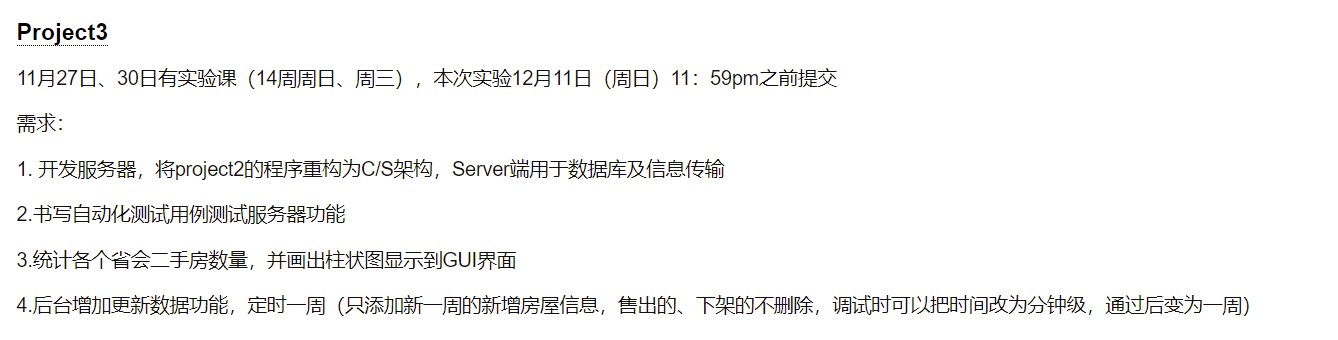 Project3
11月27日、30日有实验课（14周周日、周三），本次实验12月11日（周日）11：59pm之前提交
需求：
1. 开发服务器，将project2的程序重构为C/S架构，Server端用于数据库及信息传输
2.书写自动化测试用例测试服务器功能
3.统计各个省会二手房数量，并画出柱状图显示到GUI界面
4.后台增加更新数据功能，定时一周（只添加新一周的新增房屋信息，售出的、下架的不删除，调试时可以把时间改为分钟级，通过后变为一周）